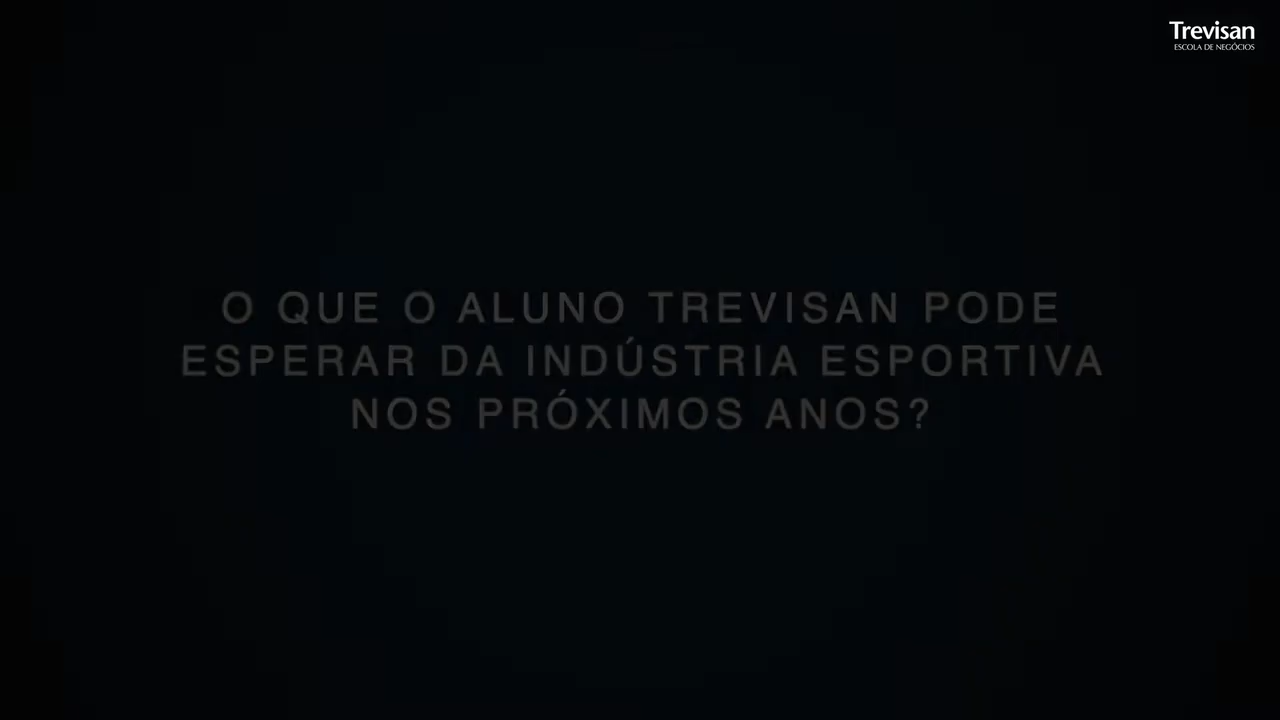 Trevisan
ESCOLA DE NEGÓCIOS
O QUE O ALUNO TREVISAN PODE
ESPERAR DA INDÚSTRIA ESPORTIVA
NOS PRÓXIMOS ANOS?